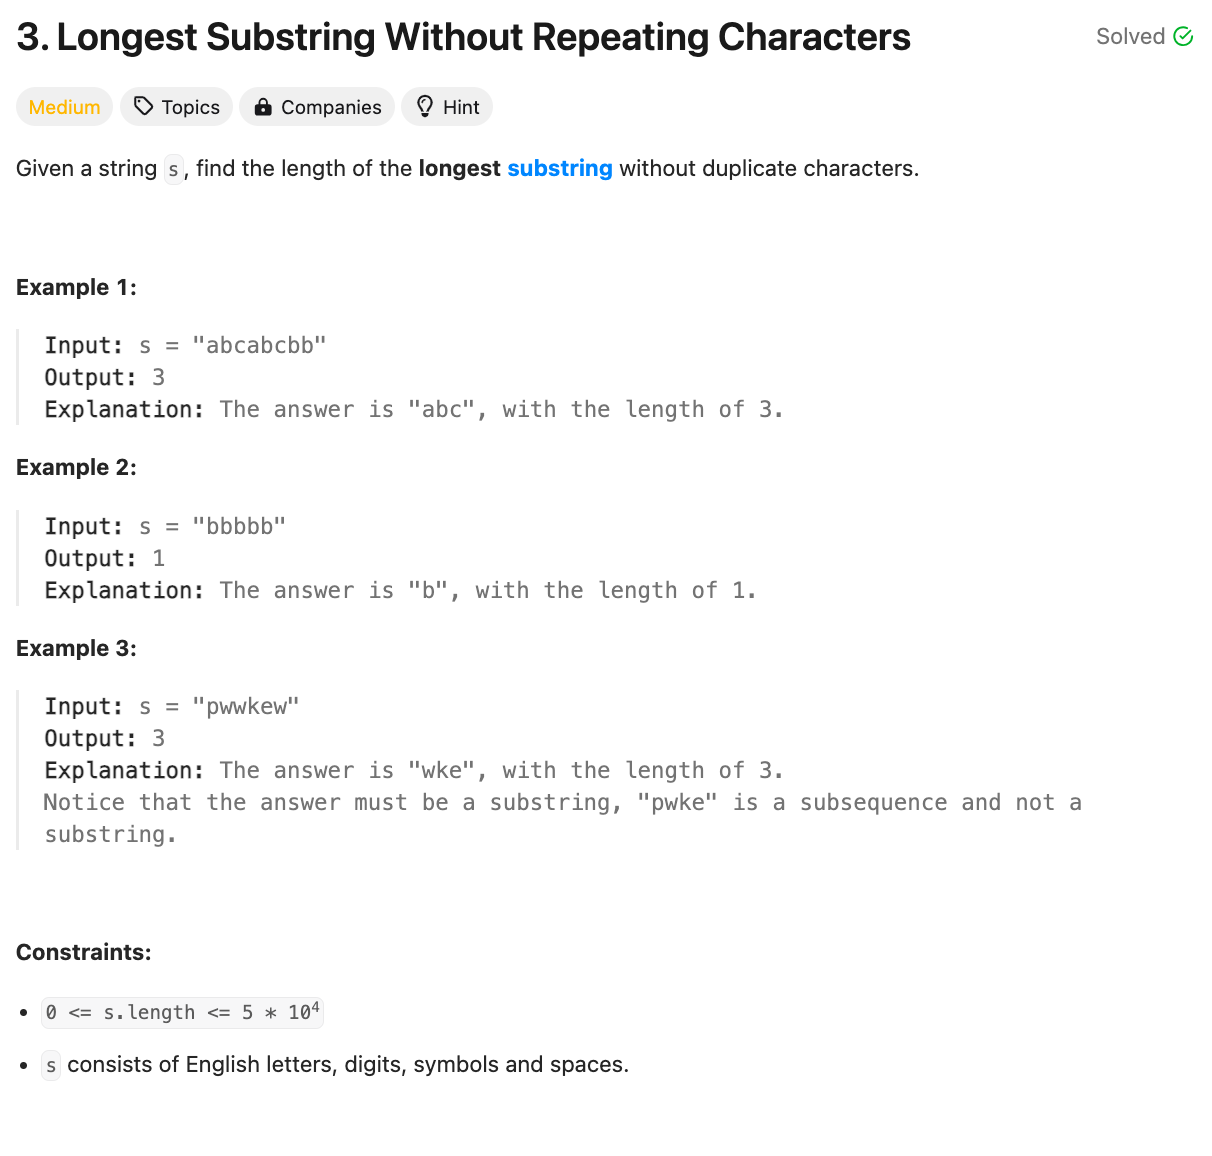 3. Longest Substring Without Repeating Characters
Solved
Medium
Topics
Companies
Hint
Given a string s, find the length of the longest substring without duplicate characters.
Example 1:
Input: s = "abcabcbb"
Output: 3
Explanation: The answer is "abc", with the length of 3.
Example 2:
Input: s = "bbbbb"
Output: 1
Explanation: The answer is "b", with the length of 1.
Example 3:
Input: s = "pwwkew"
Output: 3
Explanation: The answer is "wke", with the length of 3.
Notice that the answer must be a substring, "pwke" is a subsequence and not a
substring.
Constraints:
• 0 <= s.length <= 5 * 10⁴
• s consists of English letters, digits, symbols and spaces.